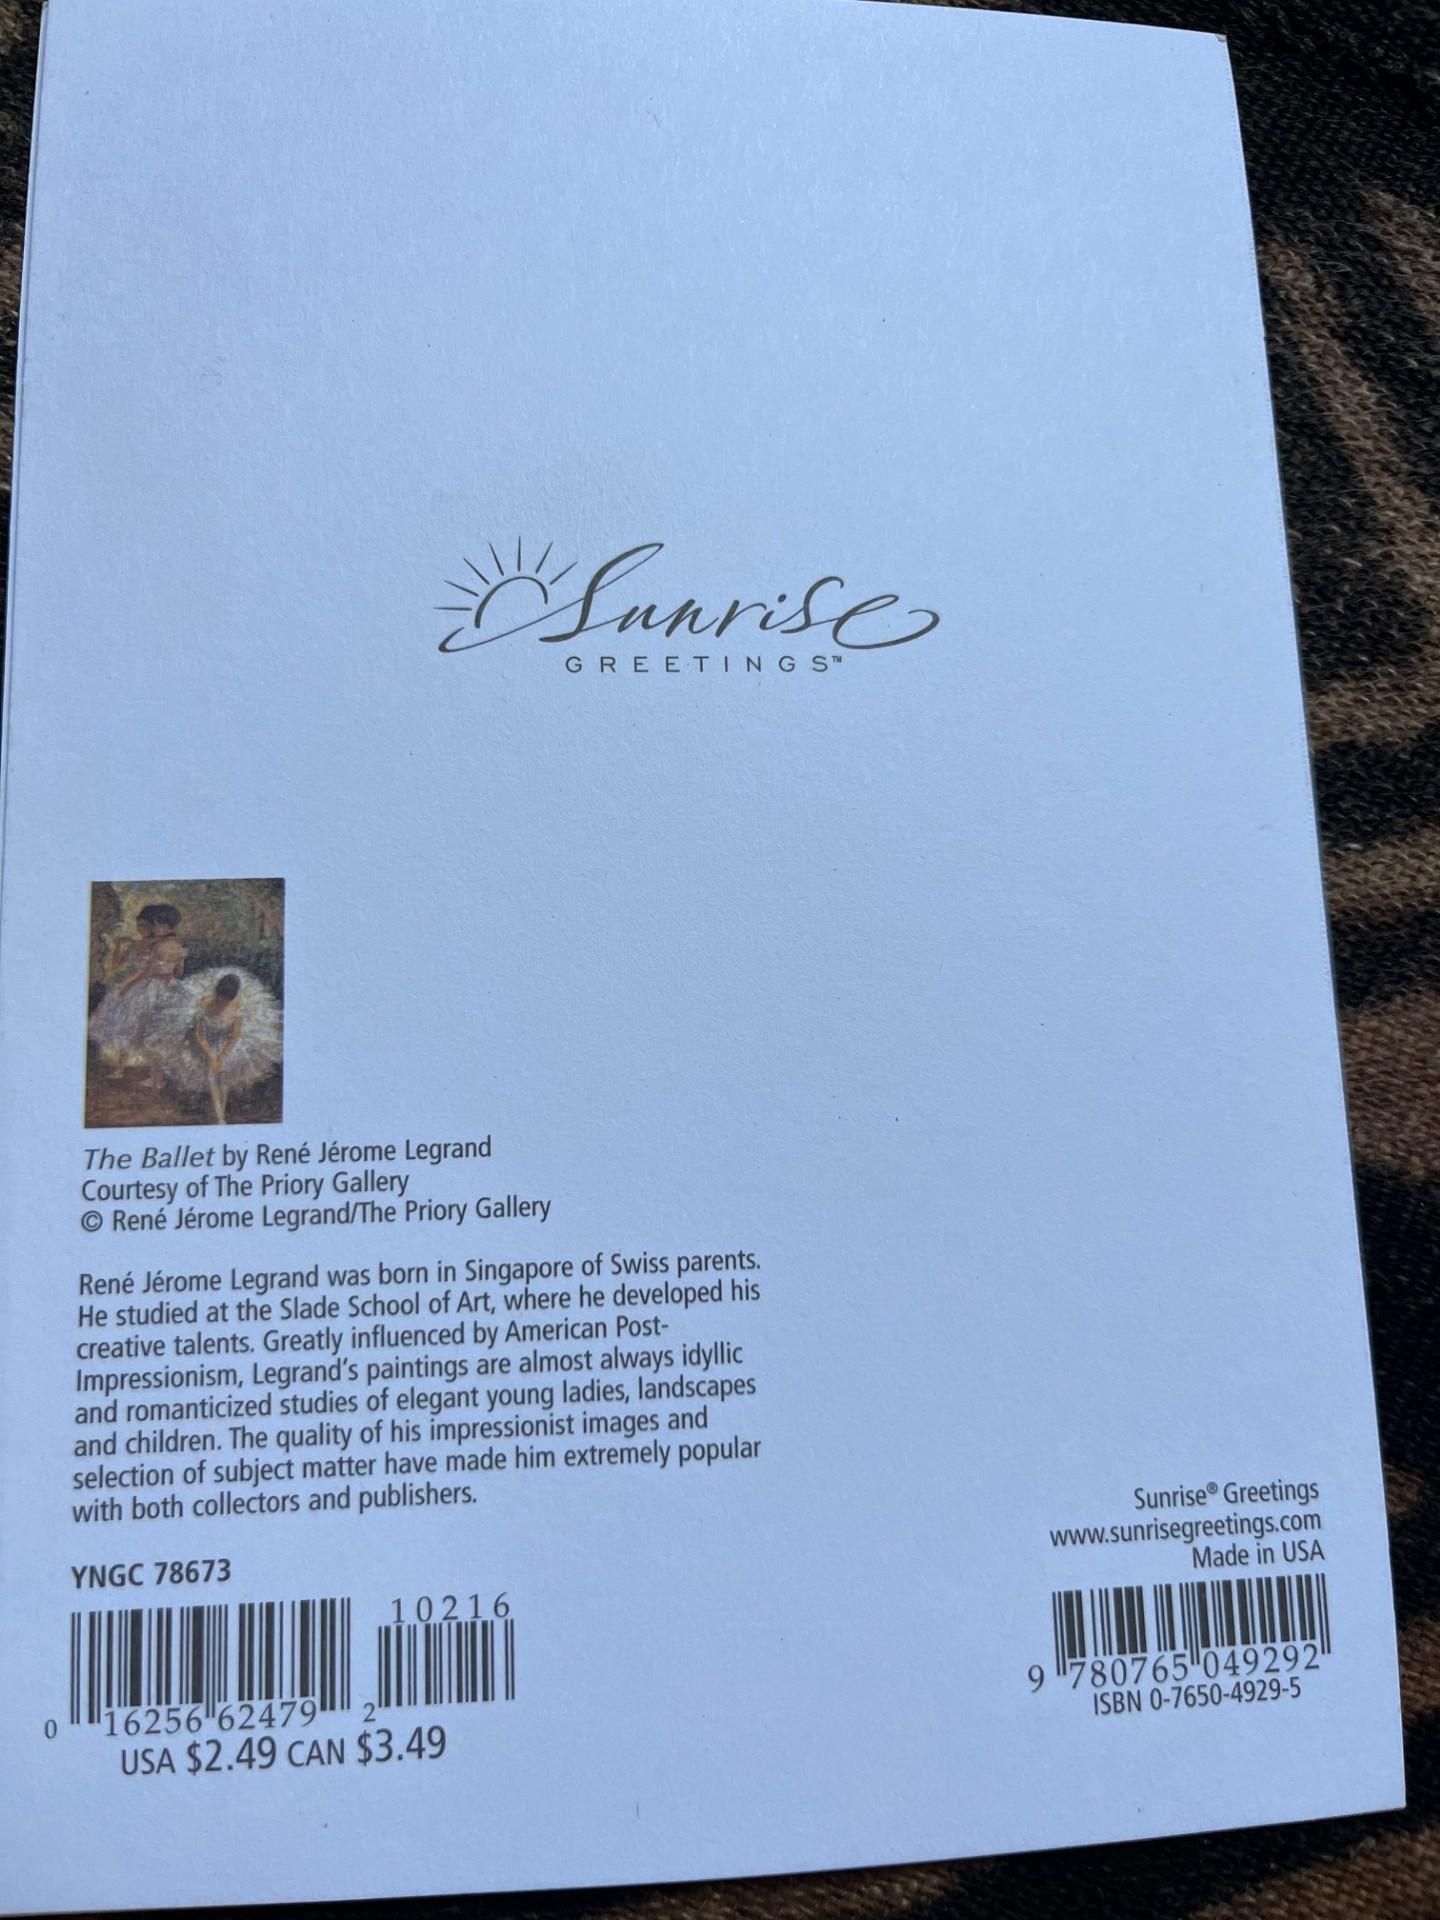 Sunrise
GREETINGS™
The Ballet by René Jérome Legrand
Courtesy of The Priory Gallery
© René Jérome Legrand/The Priory Gallery
René Jérome Legrand was born in Singapore of Swiss parents.
He studied at the Slade School of Art, where he developed his
creative talents. Greatly influenced by American Post-
Impressionism, Legrand's paintings are almost always idyllic
and romanticized studies of elegant young ladies, landscapes
and children. The quality of his impressionist images and
selection of subject matter have made him extremely popular
with both collectors and publishers.
YNGC 78673
10216
0 16256 62479 2
USA $2.49 CAN $3.49
Sunrise® Greetings
www.sunrisegreetings.com
Made in USA
9 780765 049292
ISBN 0-7650-4929-5